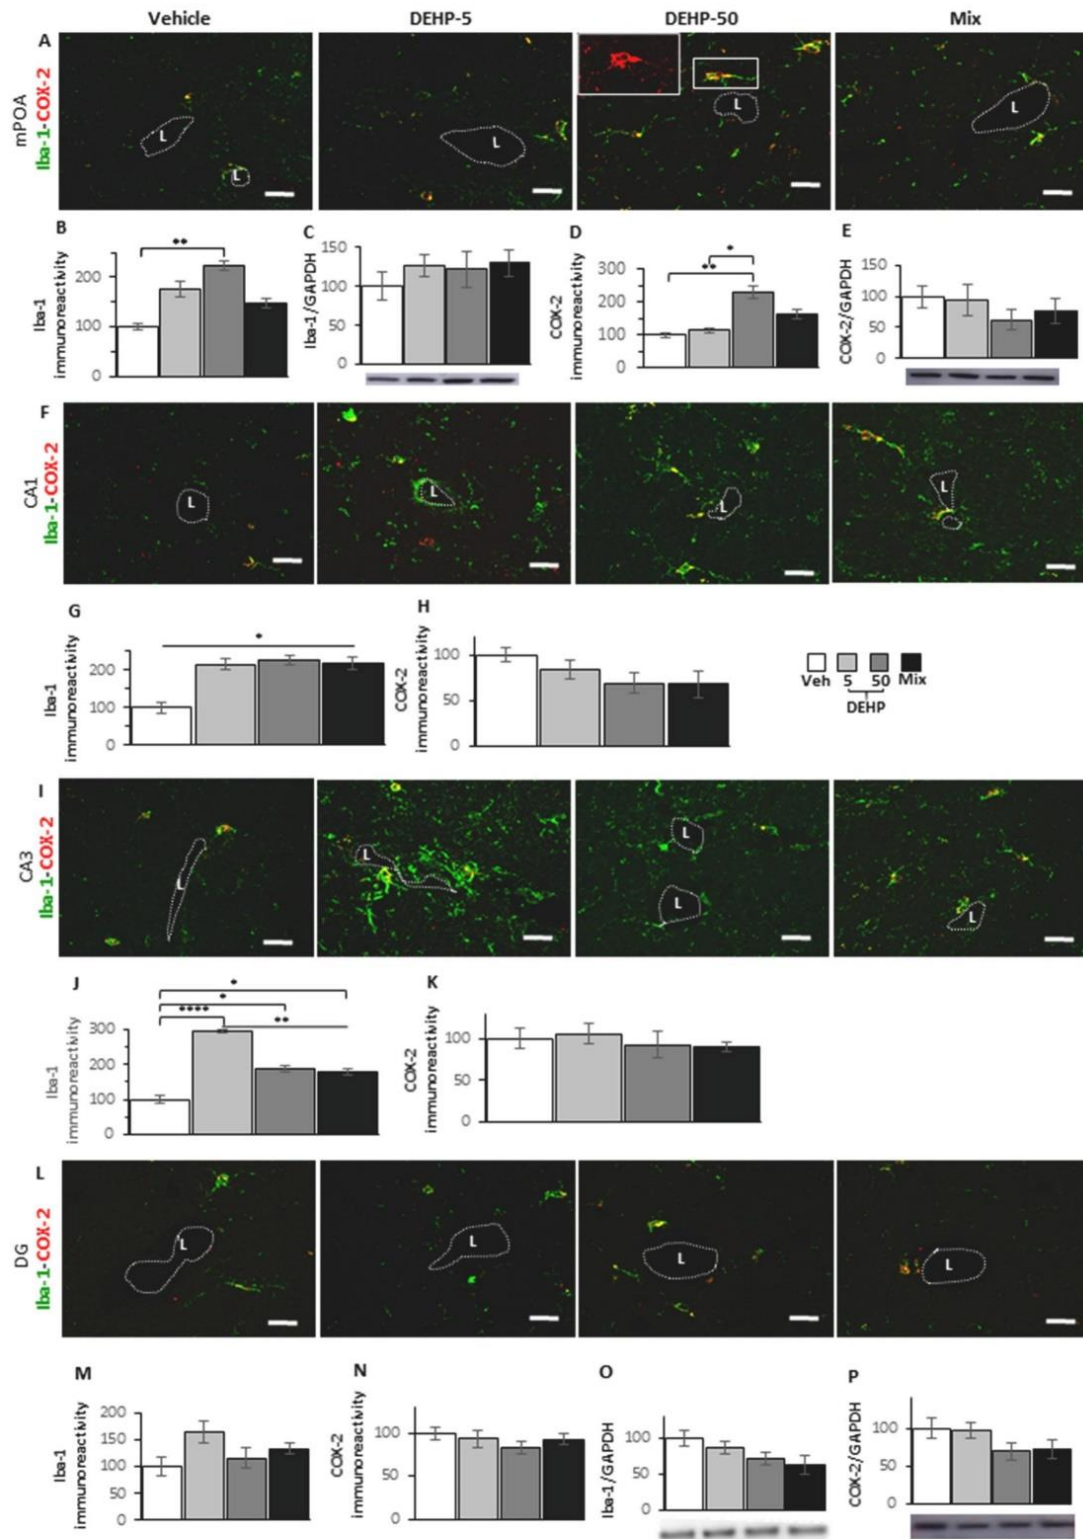 Vehicle DEHP-5 DEHP-50 Mix
A
mPOA
Iba-1-COX-2
L L L L L
B
Iba-1
immunoreactivity
200
100
0
**
C
Iba-1/GAPDH
150
100
50
0
D
COX-2
immunoreactivity
300
200
100
0
**
*
E
COX-2/GAPDH
150
100
50
0
F
CA1
Iba-1-COX-2
L L L L
G
Iba-1
immunoreactivity
200
100
0
*
H
COX-2
immunoreactivity
100
50
0
Veh 5 50 Mix
DEHP
I
CA3
Iba-1-COX-2
L L L L L
J
Iba-1
immunoreactivity
300
200
100
0
*
*
****
**
K
COX-2
immunoreactivity
100
50
0
L
DG
Iba-1-COX-2
L L L L
M
Iba-1
immunoreactivity
200
150
100
50
0
N
COX-2
immunoreactivity
100
50
0
O
Iba-1/GAPDH
100
50
0
P
COX-2/GAPDH
100
50
0